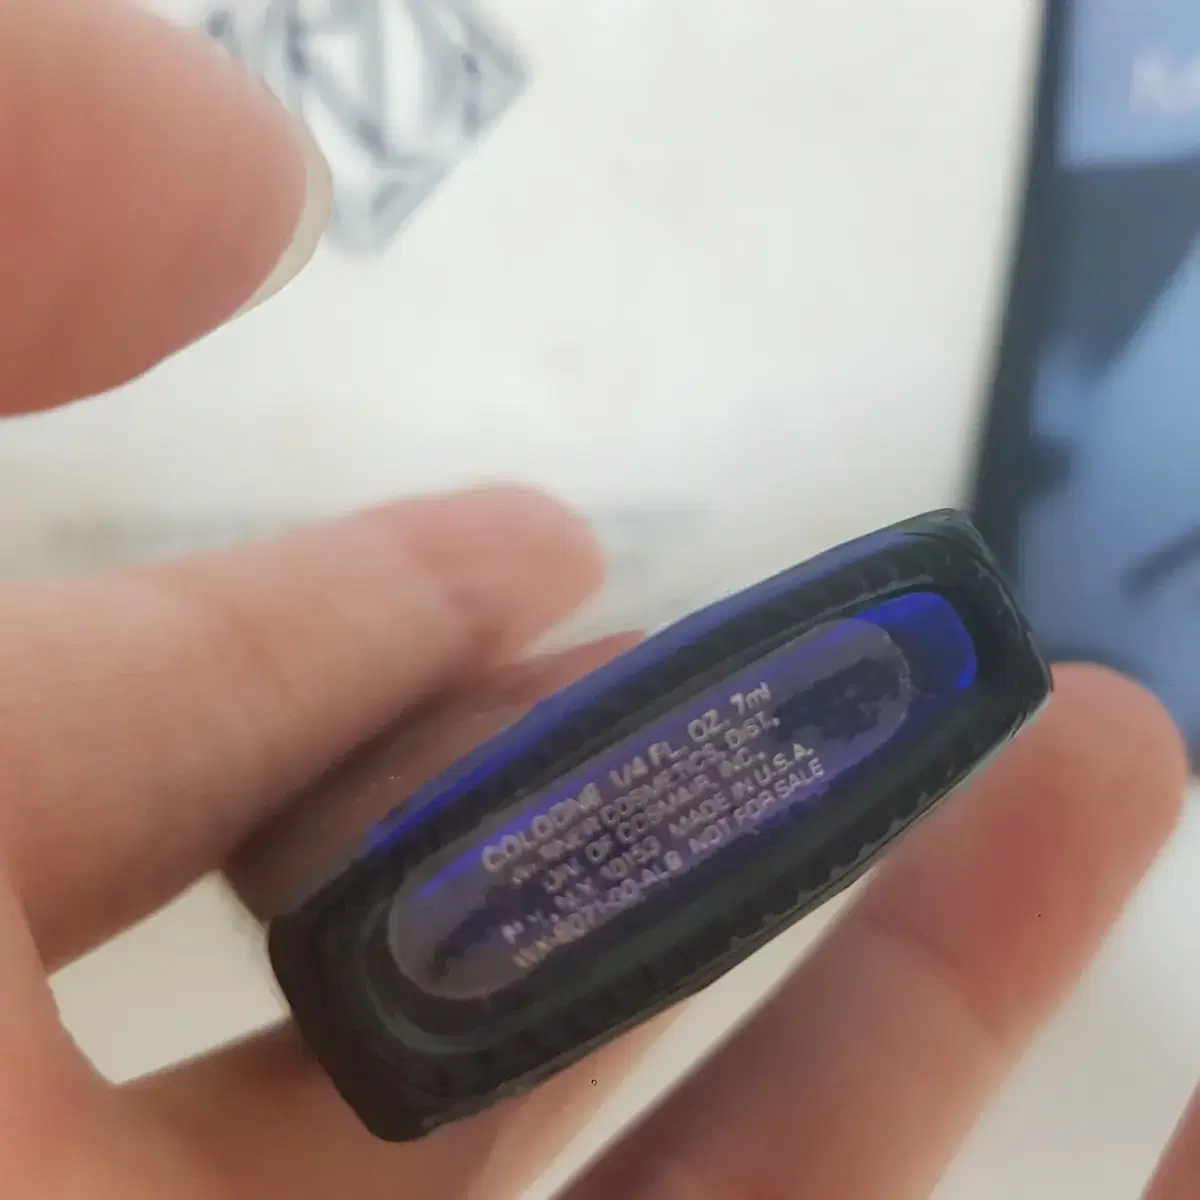 COLOGNE 1/4 FL. OZ. 7ml
COSMETICS, DIST.
DIV. OF COSMAIR, INC.,
N.Y. 10153 MADE IN U.S.A.
NOT FOR SALE